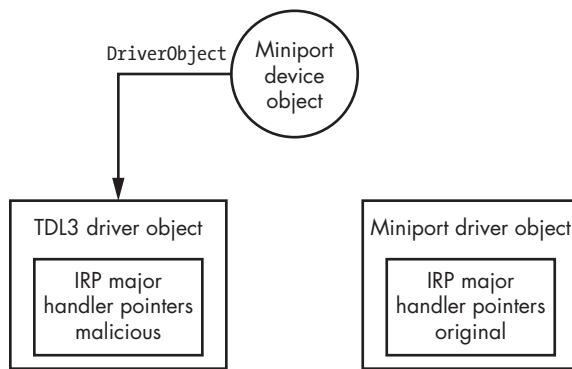 DriverObject
Miniport
device
object
TDL3 driver object
IRP major
handler pointers
malicious
Miniport driver object
IRP major
handler pointers
original